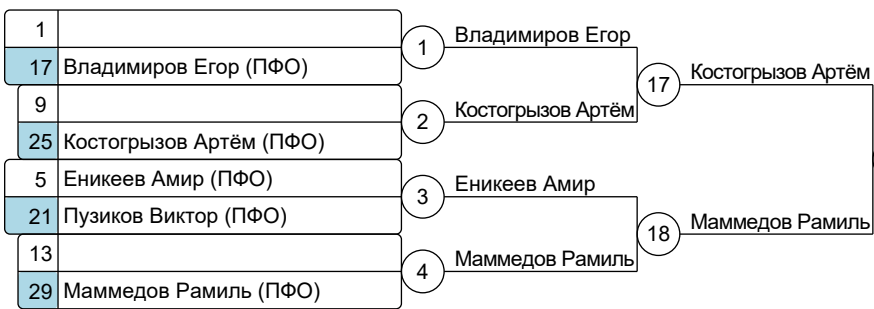 1
17 Владимиров Егор (ПФО)
9
25 Костогрызов Артём (ПФО)
5 Еникеев Амир (ПФО)
21 Пузиков Виктор (ПФО)
13
29 Маммедов Рамиль (ПФО)
1 Владимиров Егор
2 Костогрызов Артём
3 Еникеев Амир
4 Маммедов Рамиль
17 Костогрызов Артём
18 Маммедов Рамиль